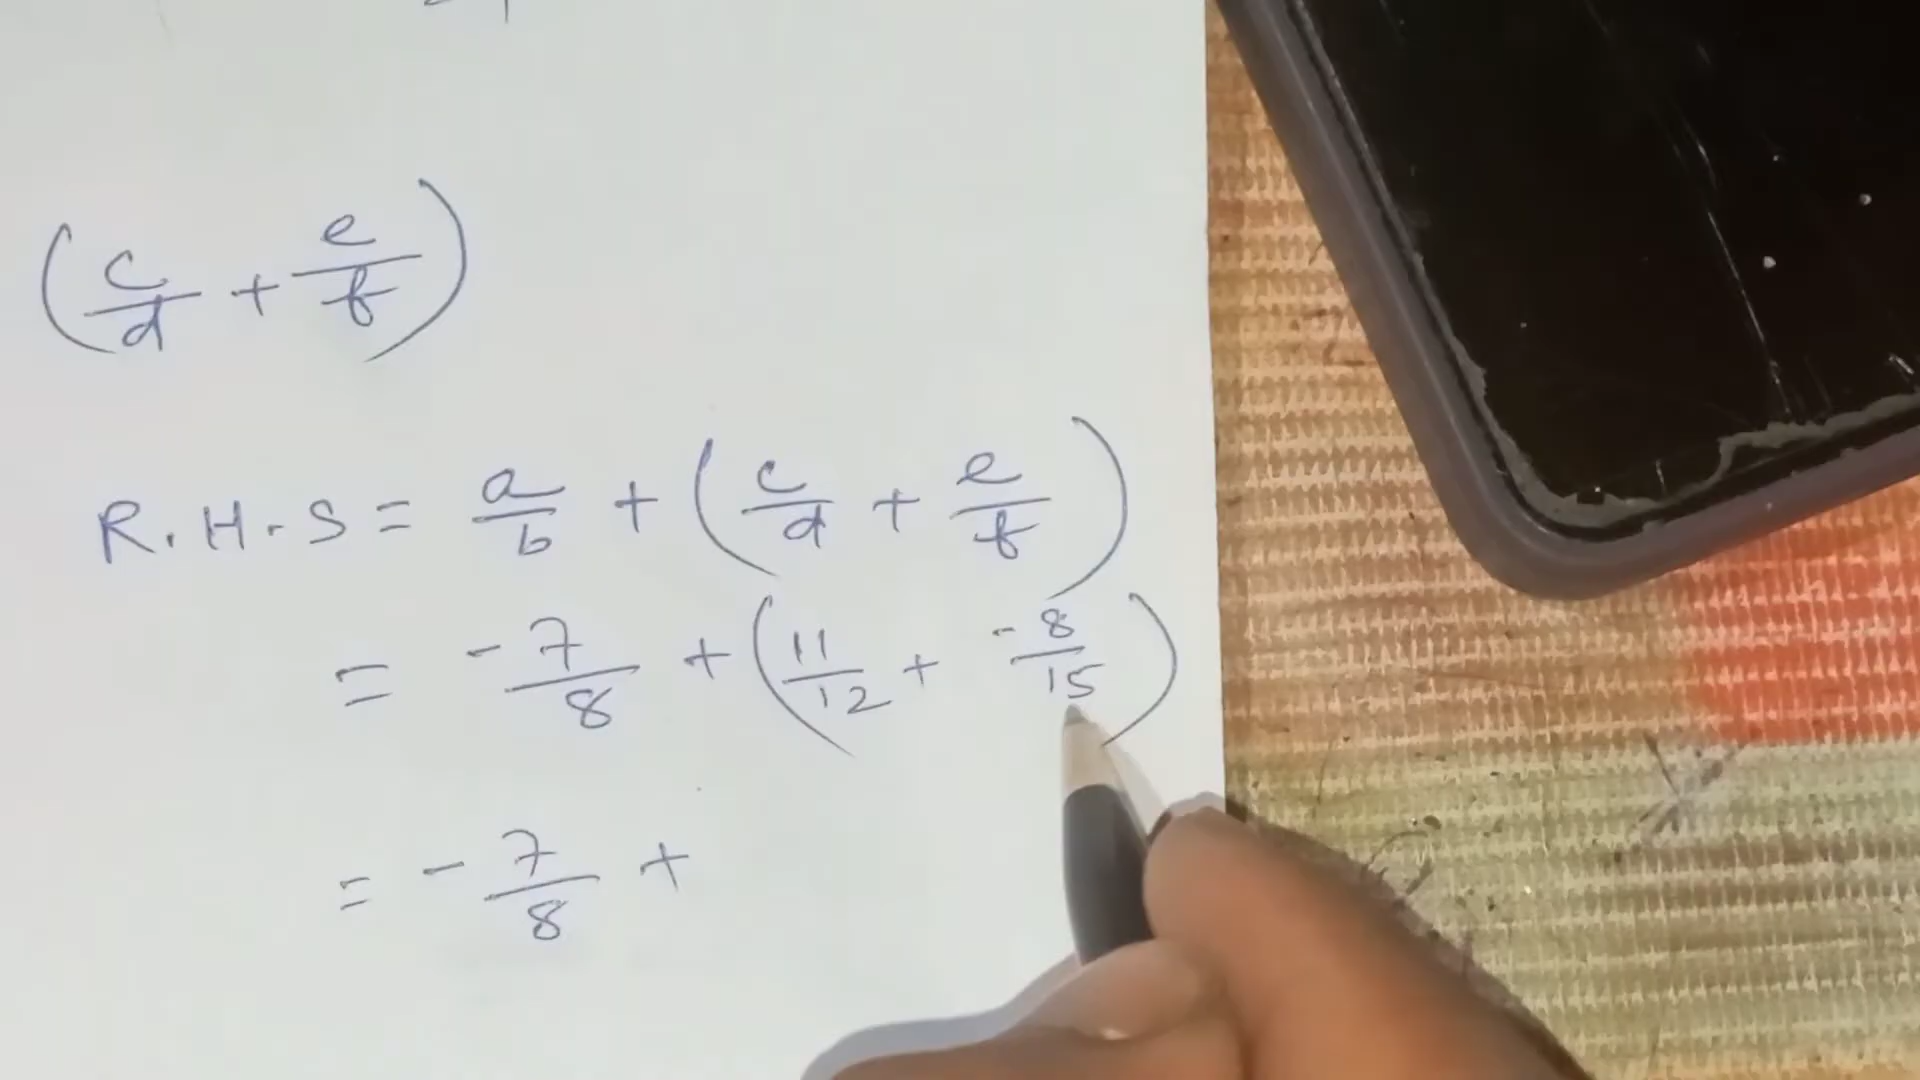 (c/d + e/f)
R.H.S = a/b + (c/d + e/f)
= -7/8 + (11/12 + -8/15)
= -7/8 +